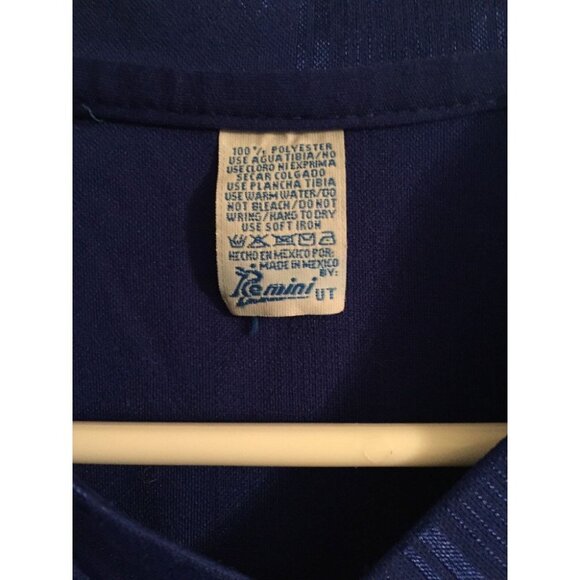 100% POLYESTER
USE AGUA TIBIA/NO
USE CLORO NI EXPRIMA
SECAR COLGADO
USE PLANCHA TIBIA
USE WARM WATER/DO
NOT BLEACH/DO NOT
WRING/HANG TO DRY
USE SOFT IRON
HECHO EN MEXICO POR:
MADE IN MEXICO
BY:
Remini UT